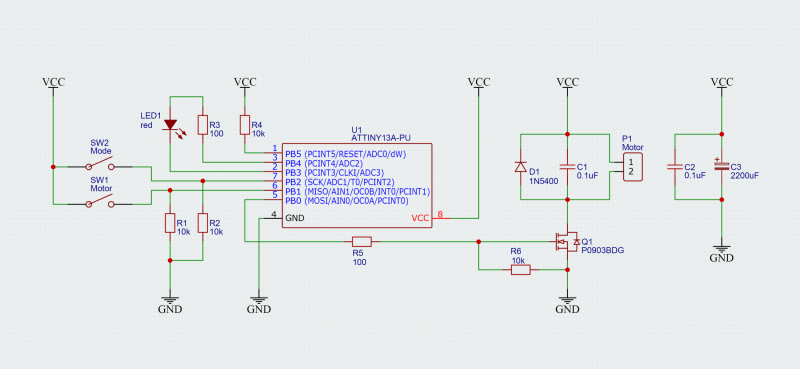 VCC
VCC
VCC
VCC
VCC
LED1
red
R3
100
R4
10k
U1
ATTINY13A-PU
SW2
Mode
SW1
Motor
1 PB5 (PCINT5/RESET/ADC0/dW)
3 PB4 (PCINT4/ADC2)
2 PB3 (PCINT3/CLKI/ADC3)
7 PB2 (SCK/ADC1/T0/PCINT2)
6 PB1 (MISO/AIN1/OC0B/INT0/PCINT1)
5 PB0 (MOSI/AIN0/OC0A/PCINT0)
4 GND
VCC 8
R1
10k
R2
10k
D1
1N5400
C1
0.1uF
P1
Motor
1
2
C2
0.1uF
+
C3
2200uF
R5
100
R6
10k
Q1
P0903BDG
GND
GND
GND
GND